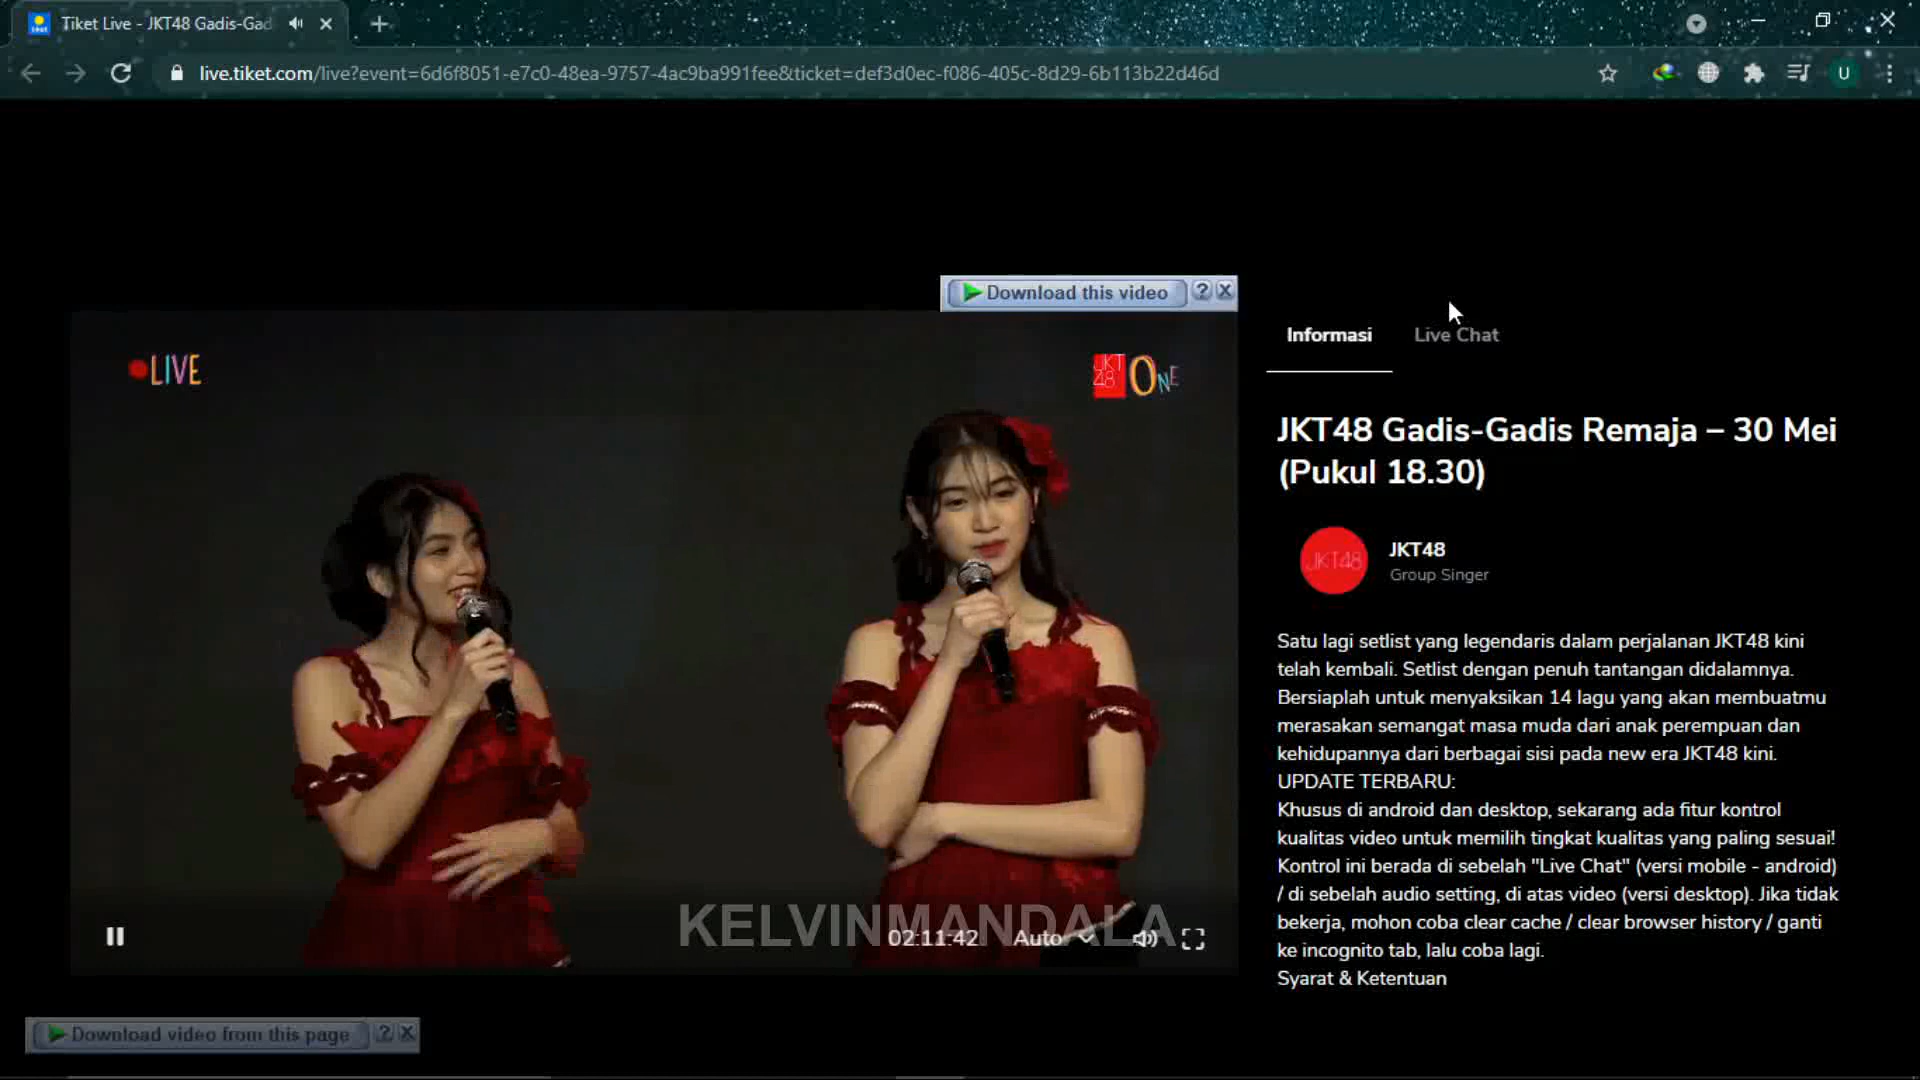 Tiket Live - JKT48 Gadis-Gad
live.tiket.com/live?event=6d6f8051-e7c0-48ea-9757-4ac9ba991fee&ticket=def3d0ec-f086-405c-8d29-6b113b22d46d
U
Download this video
LIVE
JKT
48 ONE
Informasi
Live Chat
JKT48 Gadis-Gadis Remaja – 30 Mei
(Pukul 18.30)
JKT48
JKT48
Group Singer
Satu lagi setlist yang legendaris dalam perjalanan JKT48 kini
telah kembali. Setlist dengan penuh tantangan didalamnya.
Bersiaplah untuk menyaksikan 14 lagu yang akan membuatmu
merasakan semangat masa muda dari anak perempuan dan
kehidupannya dari berbagai sisi pada new era JKT48 kini.
UPDATE TERBARU:
Khusus di android dan desktop, sekarang ada fitur kontrol
kualitas video untuk memilih tingkat kualitas yang paling sesuai!
Kontrol ini berada di sebelah "Live Chat" (versi mobile - android)
/ di sebelah audio setting, di atas video (versi desktop). Jika tidak
bekerja, mohon coba clear cache / clear browser history / ganti
ke incognito tab, lalu coba lagi.
Syarat & Ketentuan
KELVINMANDALA
02:11:42
Auto
Download video from this page